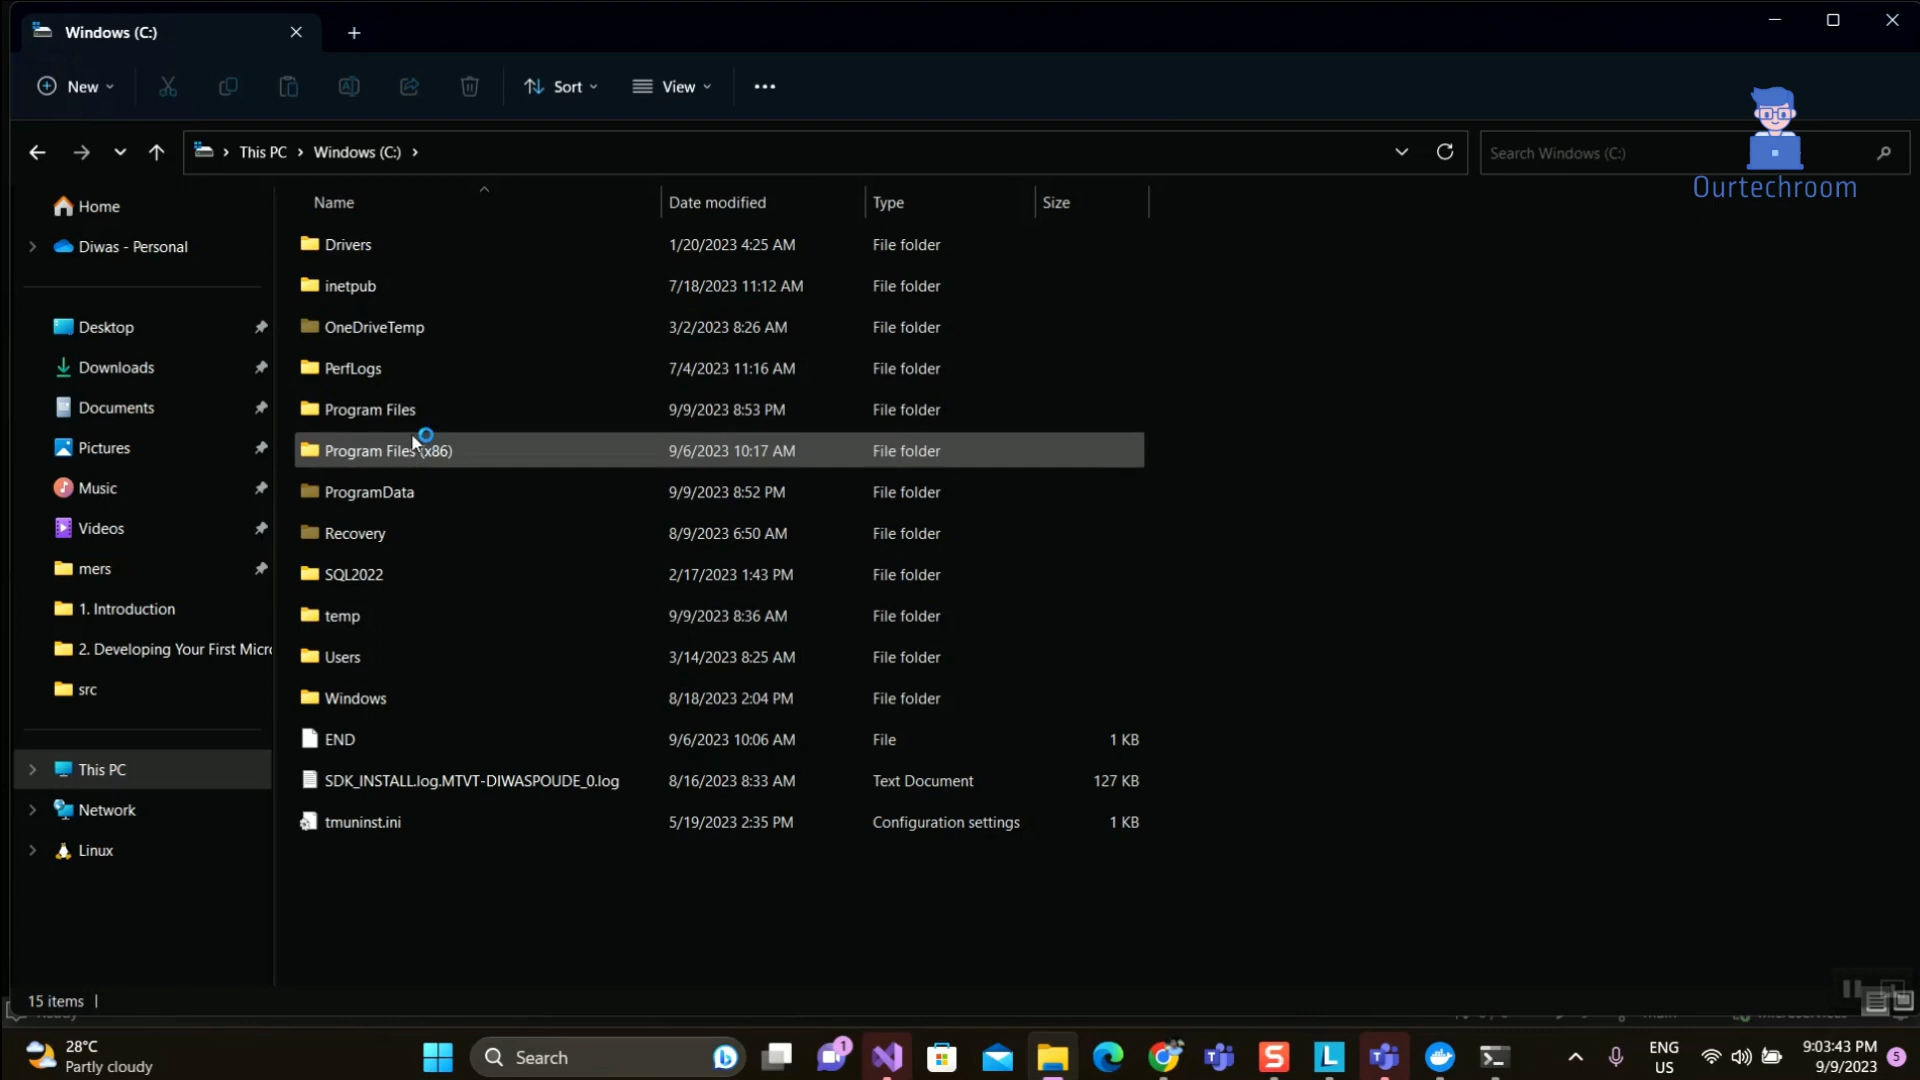 Windows (C:)
New
Sort
View
This PC > Windows (C:) >
Search Windows (C:)
Ourtechroom
Home
Diwas - Personal
Desktop
Downloads
Documents
Pictures
Music
Videos
mers
1. Introduction
2. Developing Your First Micro
src
This PC
Network
Linux
Name Date modified Type Size
Drivers 1/20/2023 4:25 AM File folder
inetpub 7/18/2023 11:12 AM File folder
OneDriveTemp 3/2/2023 8:26 AM File folder
PerfLogs 7/4/2023 11:16 AM File folder
Program Files 9/9/2023 8:53 PM File folder
Program Files (x86) 9/6/2023 10:17 AM File folder
ProgramData 9/9/2023 8:52 PM File folder
Recovery 8/9/2023 6:50 AM File folder
SQL2022 2/17/2023 1:43 PM File folder
temp 9/9/2023 8:36 AM File folder
Users 3/14/2023 8:25 AM File folder
Windows 8/18/2023 2:04 PM File folder
END 9/6/2023 10:06 AM File 1 KB
SDK_INSTALL.log.MTVT-DIWASPOUDE_0.log 8/16/2023 8:33 AM Text Document 127 KB
tmuninst.ini 5/19/2023 2:35 PM Configuration settings 1 KB
15 items
28°C
Partly cloudy
Search
1
ENG
US
9:03:43 PM
9/9/2023
5